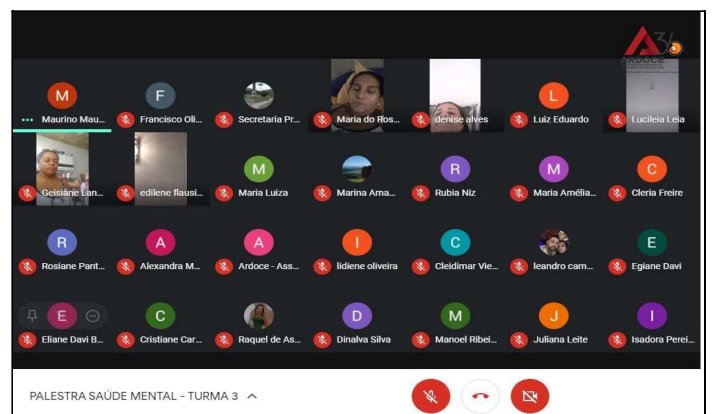 A36
ARDOCE
M F L
Maurino Mau... Francisco Oli... Secretaria Pr... Maria do Ros... denise alves Luiz Eduardo Lucileia Leia
M R M C
Geisiane Lan... edilene flausi... Maria Luiza Marina Ama... Rubia Niz Maria Amélia... Cleria Freire
R A A I C E
Rosiane Pant... Alexandra M... Ardoce - Ass... lidiene oliveira Cleidimar Vie... leandro cam... Egiane Davi
E C D M J I
Eliane Davi B... Cristiane Car... Raquel de As... Dinalva Silva Manoel Ribei... Juliana Leite Isadora Perei...
PALESTRA SAÚDE MENTAL - TURMA 3